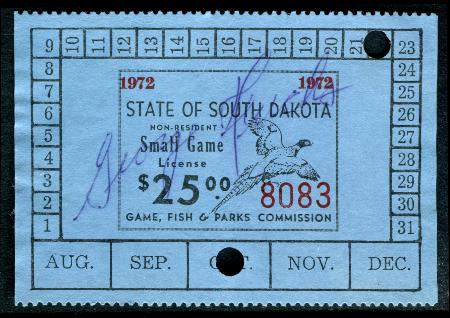 9 10 11 12 13 14 15 16 17 18 19 20 21 23
8 24
7 25
6 26
5 27
4 28
3 29
2 30
1 31
1972 1972
STATE OF SOUTH DAKOTA
NON-RESIDENT
Small Game
License
$25.00
8083
GAME, FISH & PARKS COMMISSION
George
AUG. SEP. NOV. DEC.